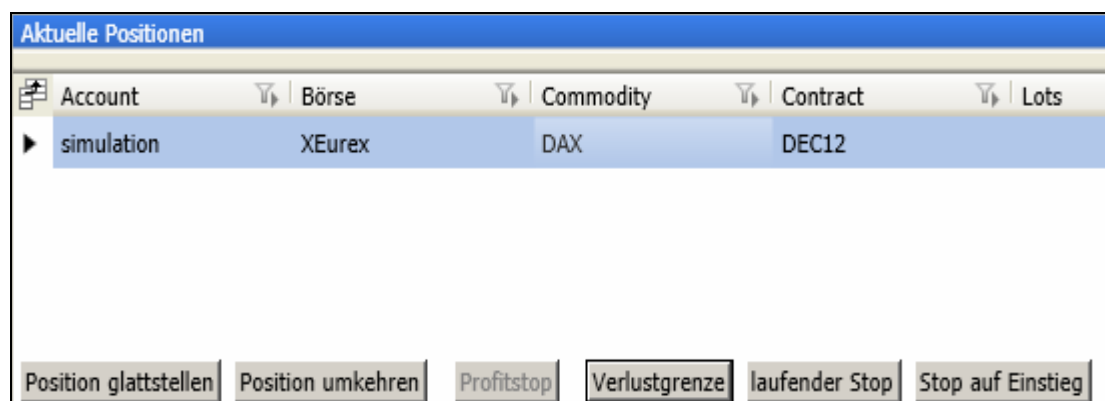 Aktuelle Positionen
Account Börse Commodity Contract Lots
simulation XEurex DAX DEC12
Position glattstellen Position umkehren Profitstop Verlustgrenze laufender Stop Stop auf Einstieg